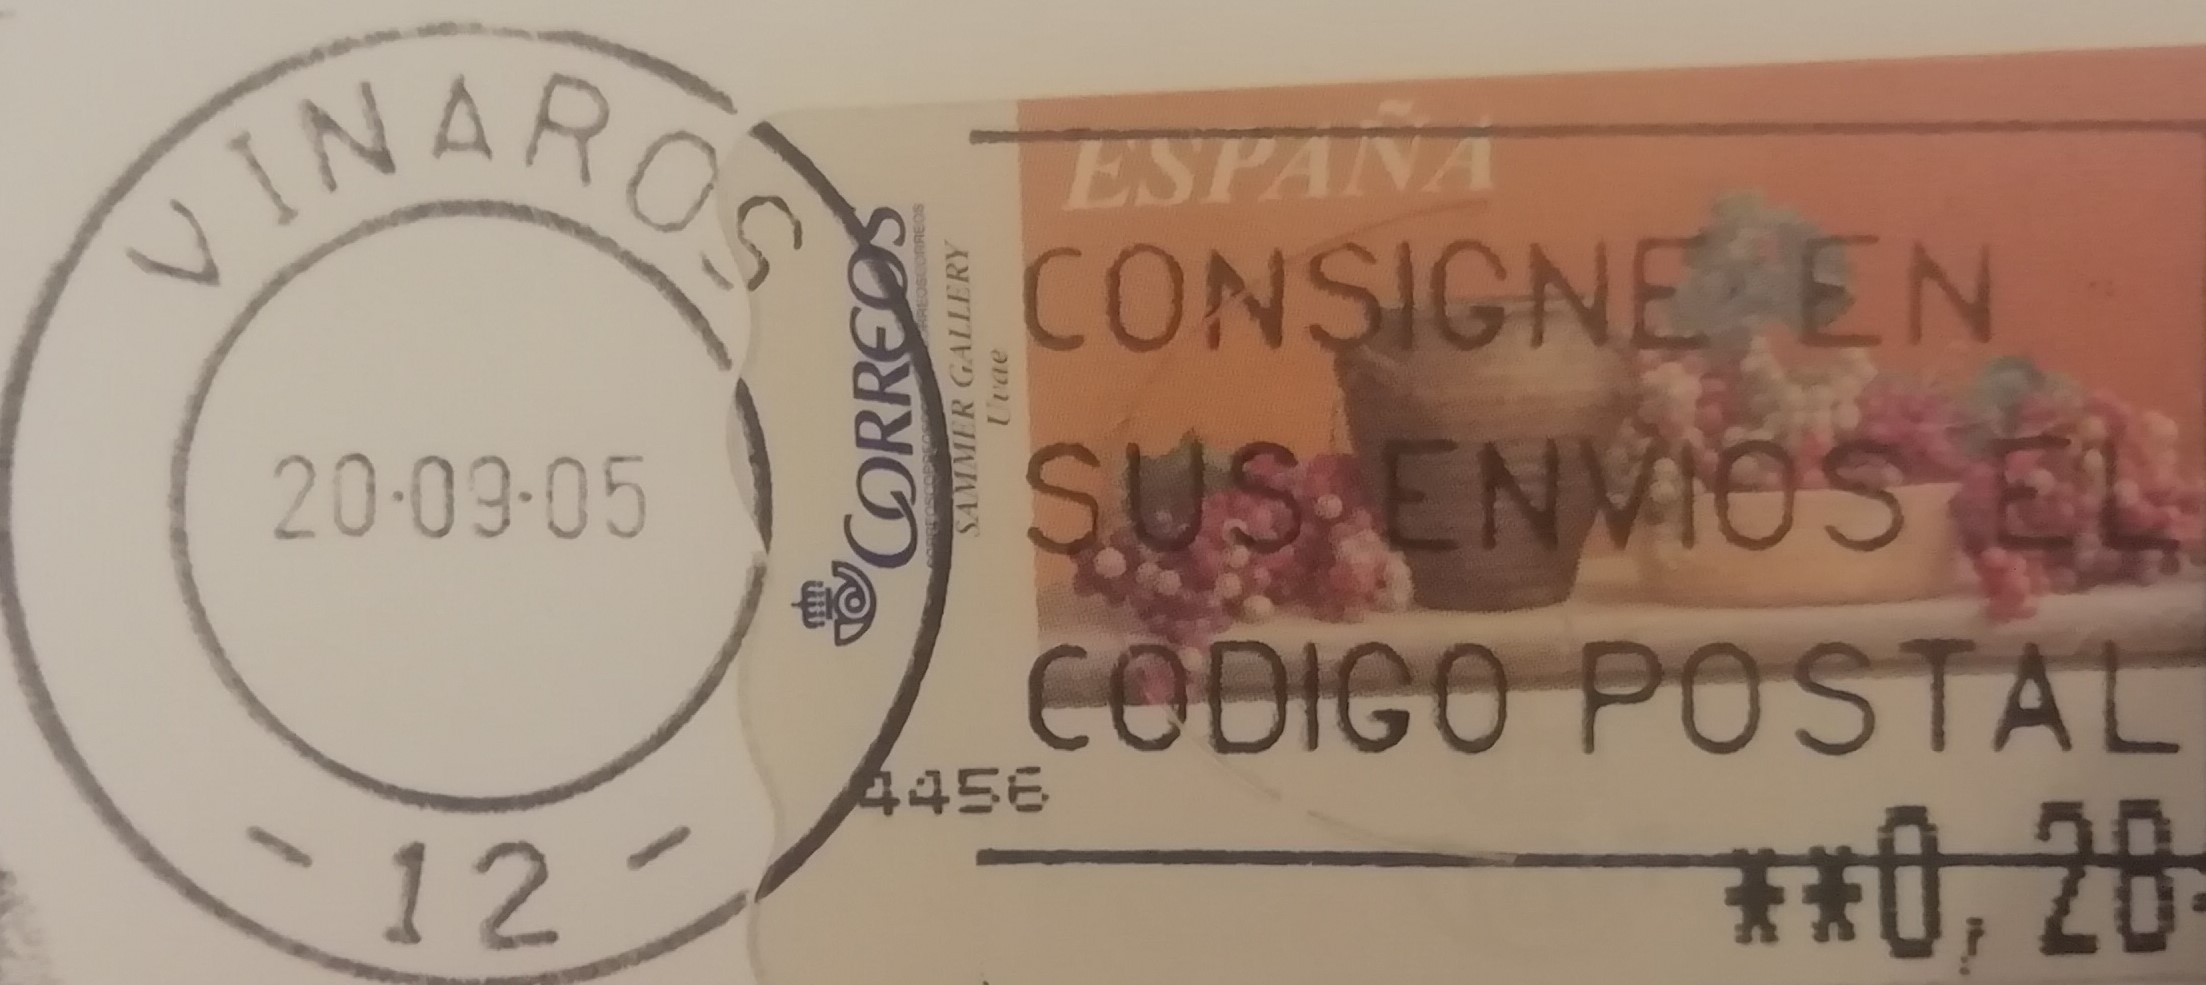 VINAROS
20·09·05
- 12 -
CORREOS
SAMMER GALLERY
Uvae
ESPAÑA
CONSIGNE EN
SUS ENVIOS EL
CODIGO POSTAL
4456
**0,28